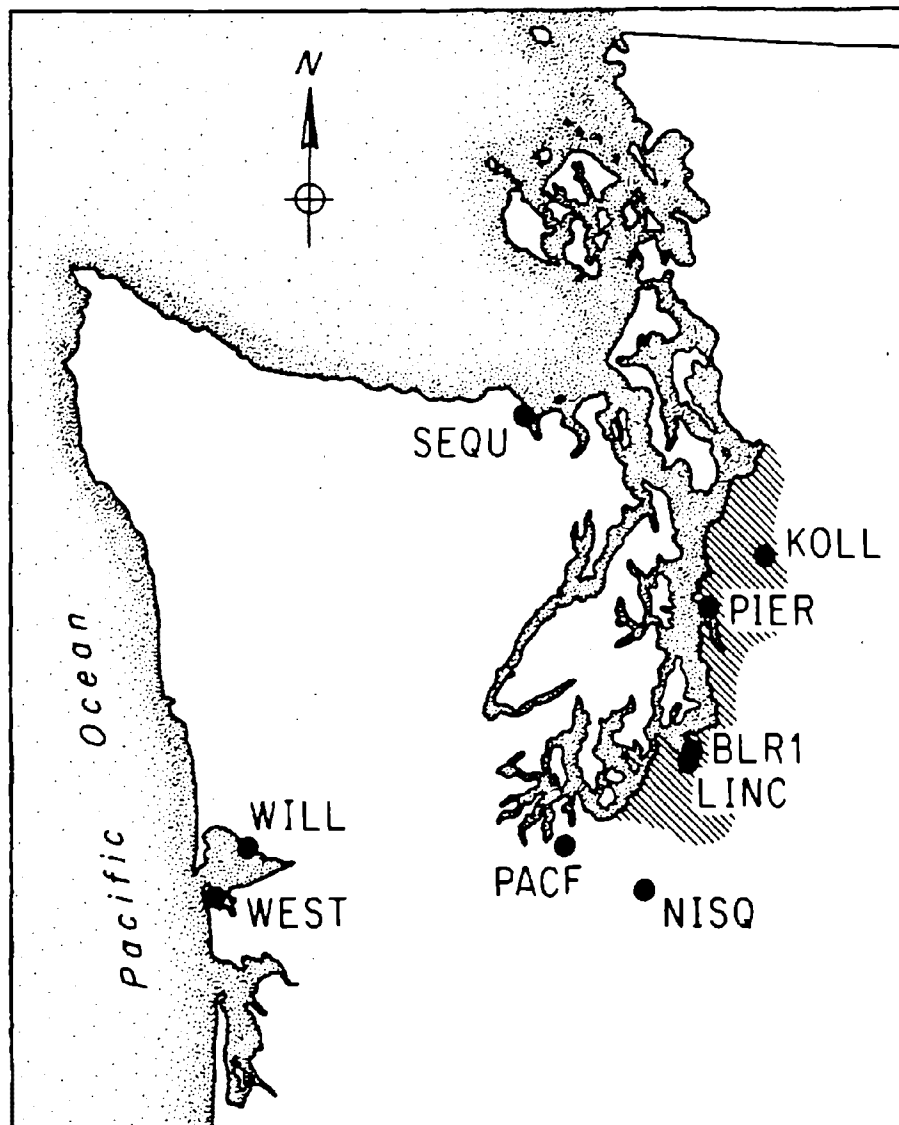 N
SEQU
KOLL
PIER
Pacific Ocean
BLR1
LINC
WILL
PACF
WEST
NISQ